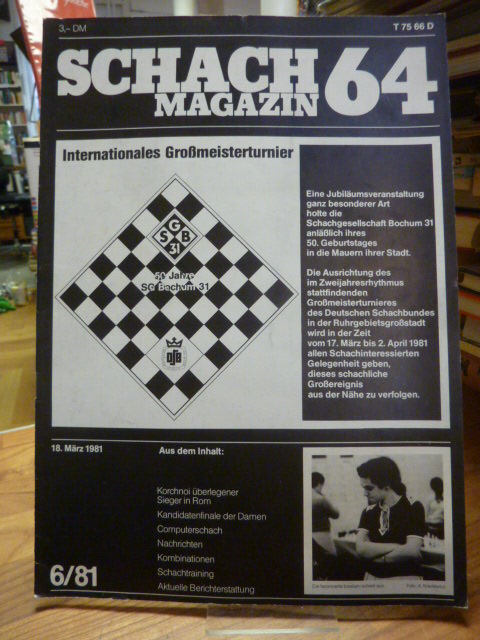 3,– DM
T 75 66 D
SCHACH
MAGAZIN 64
Internationales Großmeisterturnier
G
S B
31
50 Jahre
SG Bochum 31
Eine Jubiläumsveranstaltung
ganz besonderer Art
holte die
Schachgesellschaft Bochum 31
anläßlich ihres
50. Geburtstages
in die Mauern ihrer Stadt.
Die Ausrichtung des
im Zweijahresrhythmus
stattfindenden
Großmeisterturnieres
des Deutschen Schachbundes
in der Ruhrgebietsgroßstadt
wird in der Zeit
vom 17. März bis 2. April 1981
allen Schachinteressierten
Gelegenheit geben,
dieses schachliche
Großereignis
aus der Nähe zu verfolgen.
18. März 1981
Aus dem Inhalt:
Korchnoi überlegener
Sieger in Rom
Kandidatenfinale der Damen
Computerschach
Nachrichten
Kombinationen
Schachtraining
Aktuelle Berichterstattung
6/81